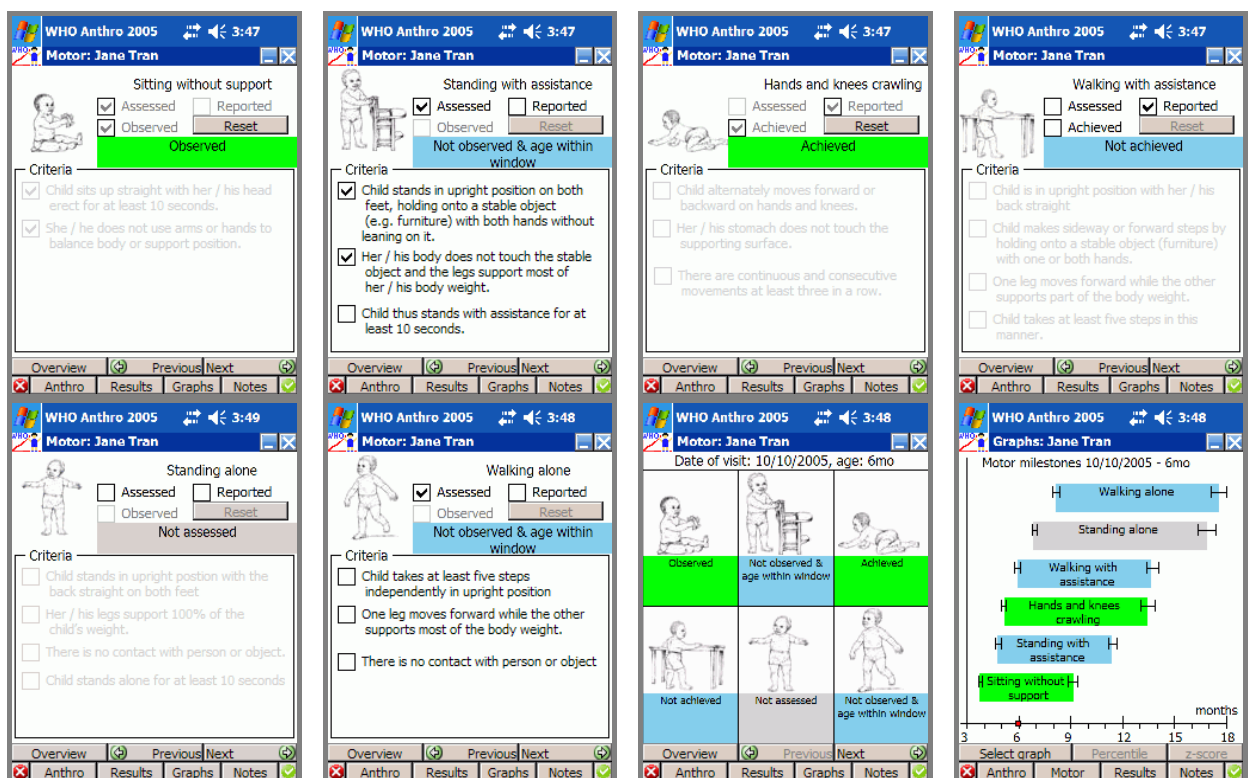 WHO Anthro 2005 3:47
WHO
Motor: Jane Tran
Sitting without support
Assessed Reported
Observed Reset
Observed
Criteria
Child sits up straight with her / his head
erect for at least 10 seconds.
She / he does not use arms or hands to
balance body or support position.
Overview Previous Next
Anthro Results Graphs Notes
WHO Anthro 2005 3:47
WHO
Motor: Jane Tran
Standing with assistance
Assessed Reported
Observed Reset
Not observed & age within
window
Criteria
Child stands in upright position on both
feet, holding onto a stable object
(e.g. furniture) with both hands without
leaning on it.
Her / his body does not touch the stable
object and the legs support most of
her / his body weight.
Child thus stands with assistance for at
least 10 seconds.
Overview Previous Next
Anthro Results Graphs Notes
WHO Anthro 2005 3:47
WHO
Motor: Jane Tran
Hands and knees crawling
Assessed Reported
Achieved Reset
Achieved
Criteria
Child alternately moves forward or
backward on hands and knees.
Her / his stomach does not touch the
supporting surface.
There are continuous and consecutive
movements at least three in a row.
Overview Previous Next
Anthro Results Graphs Notes
WHO Anthro 2005 3:47
WHO
Motor: Jane Tran
Walking with assistance
Assessed Reported
Achieved Reset
Not achieved
Criteria
Child is in upright position with her / his
back straight
Child makes sideway or forward steps by
holding onto a stable object (furniture)
with one or both hands.
One leg moves forward while the other
supports part of the body weight.
Child takes at least five steps in this
manner.
Overview Previous Next
Anthro Results Graphs Notes
WHO Anthro 2005 3:49
WHO
Motor: Jane Tran
Standing alone
Assessed Reported
Observed Reset
Not assessed
Criteria
Child stands in upright postion with the
back straight on both feet
Her / his legs support 100% of the
child's weight.
There is no contact with person or object.
Child stands alone for at least 10 seconds
Overview Previous Next
Anthro Results Graphs Notes
WHO Anthro 2005 3:48
WHO
Motor: Jane Tran
Walking alone
Assessed Reported
Observed Reset
Not observed & age within
window
Criteria
Child takes at least five steps
independently in upright position
One leg moves forward while the other
supports most of the body weight.
There is no contact with person or object
Overview Previous Next
Anthro Results Graphs Notes
WHO Anthro 2005 3:48
WHO
Motor: Jane Tran
Date of visit: 10/10/2005, age: 6mo
Observed Not observed & Achieved
age within window
Not achieved Not assessed Not observed &
age within window
Overview Previous Next
Anthro Results Graphs Notes
WHO Anthro 2005 3:48
WHO
Graphs: Jane Tran
Motor milestones 10/10/2005 - 6mo
Walking alone
Standing alone
Walking with
assistance
Hands and knees
crawling
Standing with
assistance
Sitting without
support
months
3 6 9 12 15 18
Select graph Percentile z-score
Anthro Motor Results Notes